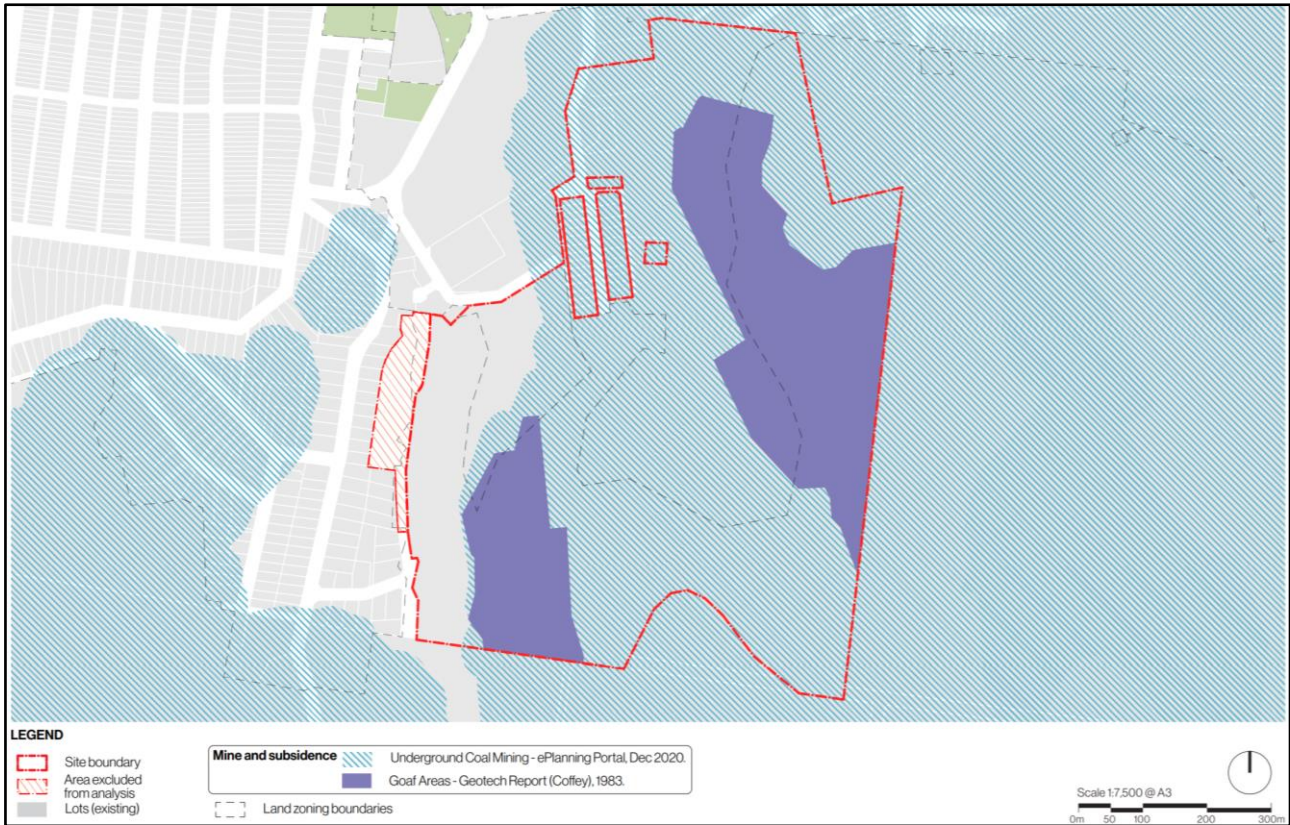 LEGEND
Site boundary
Area excluded
from analysis
Lots (existing)
Mine and subsidence
Underground Coal Mining - ePlanning Portal, Dec 2020.
Goaf Areas - Geotech Report (Coffey), 1983.
Land zoning boundaries
Scale 1:7,500 @ A3
0m 50 100 200 300m